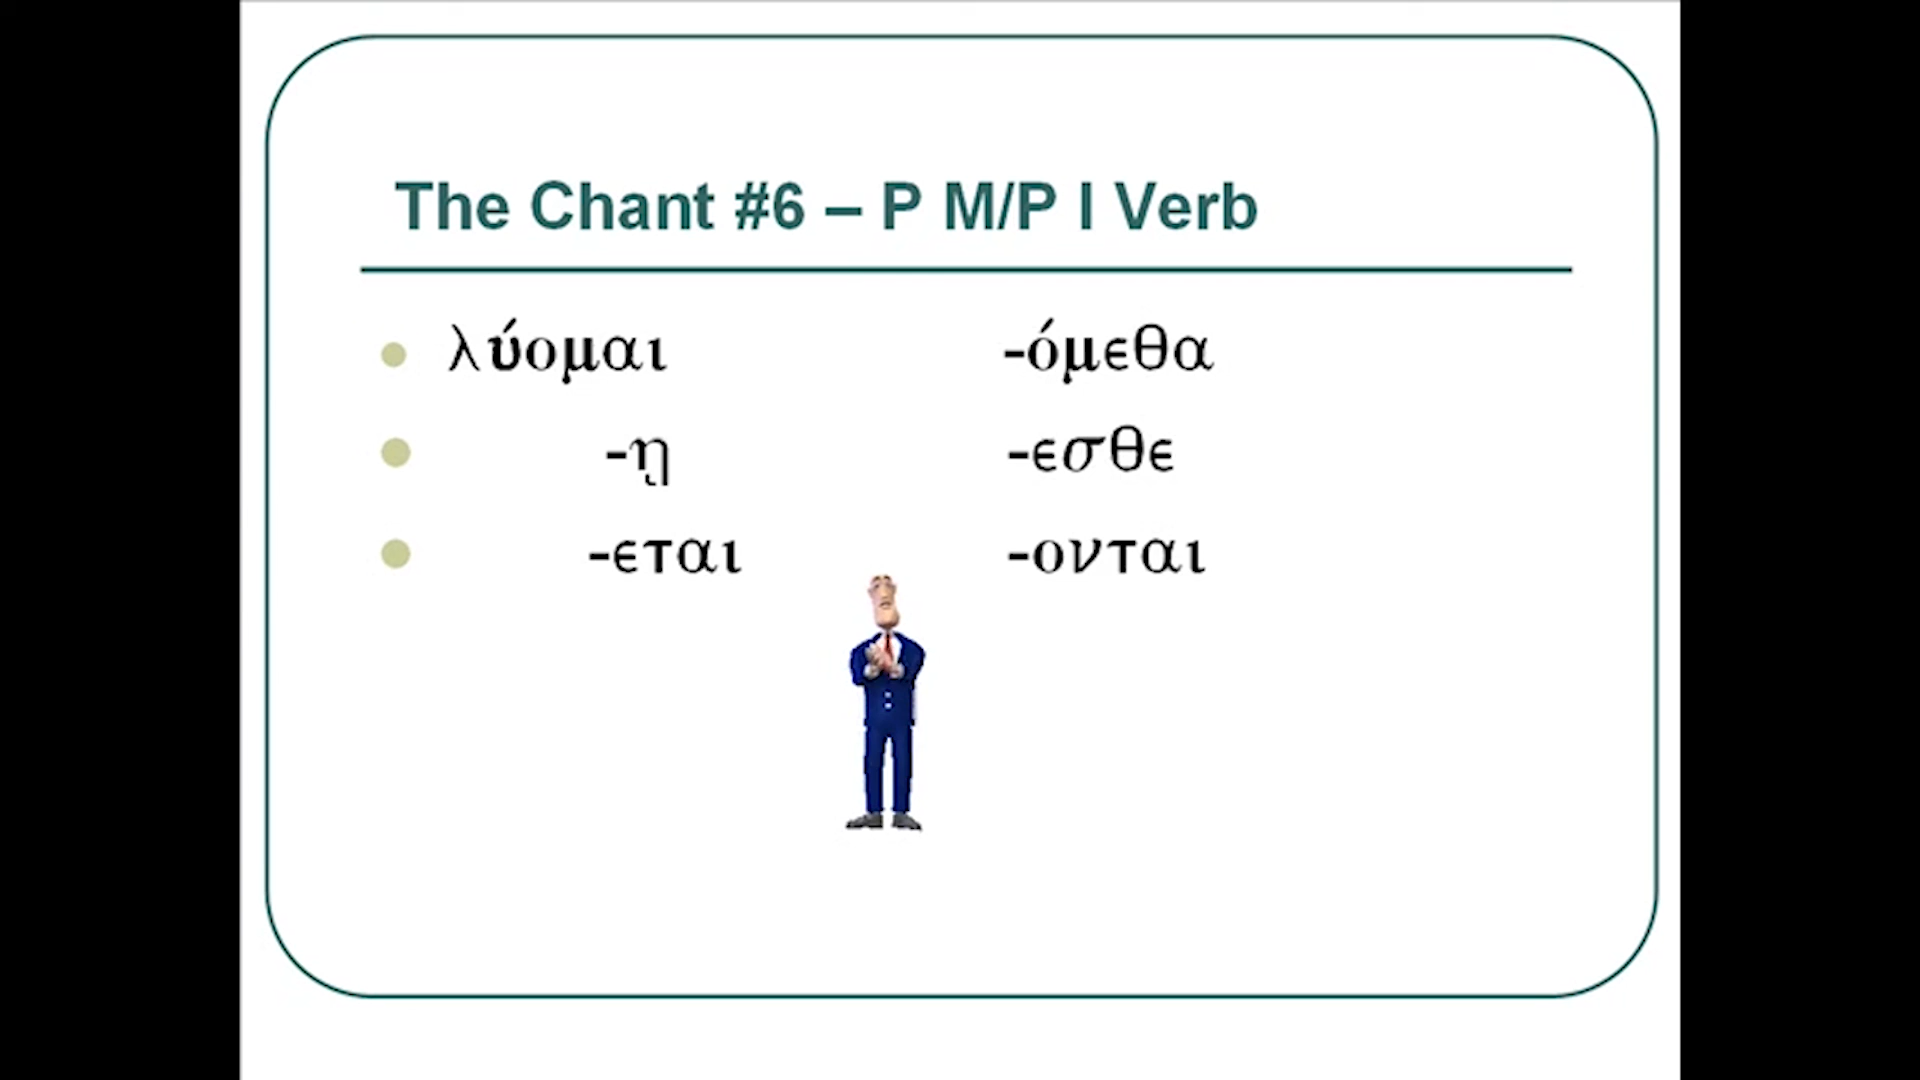 The Chant #6 – P M/P I Verb
λύομαι -όμεθα
-ῃ -εσθε
-εται -ονται